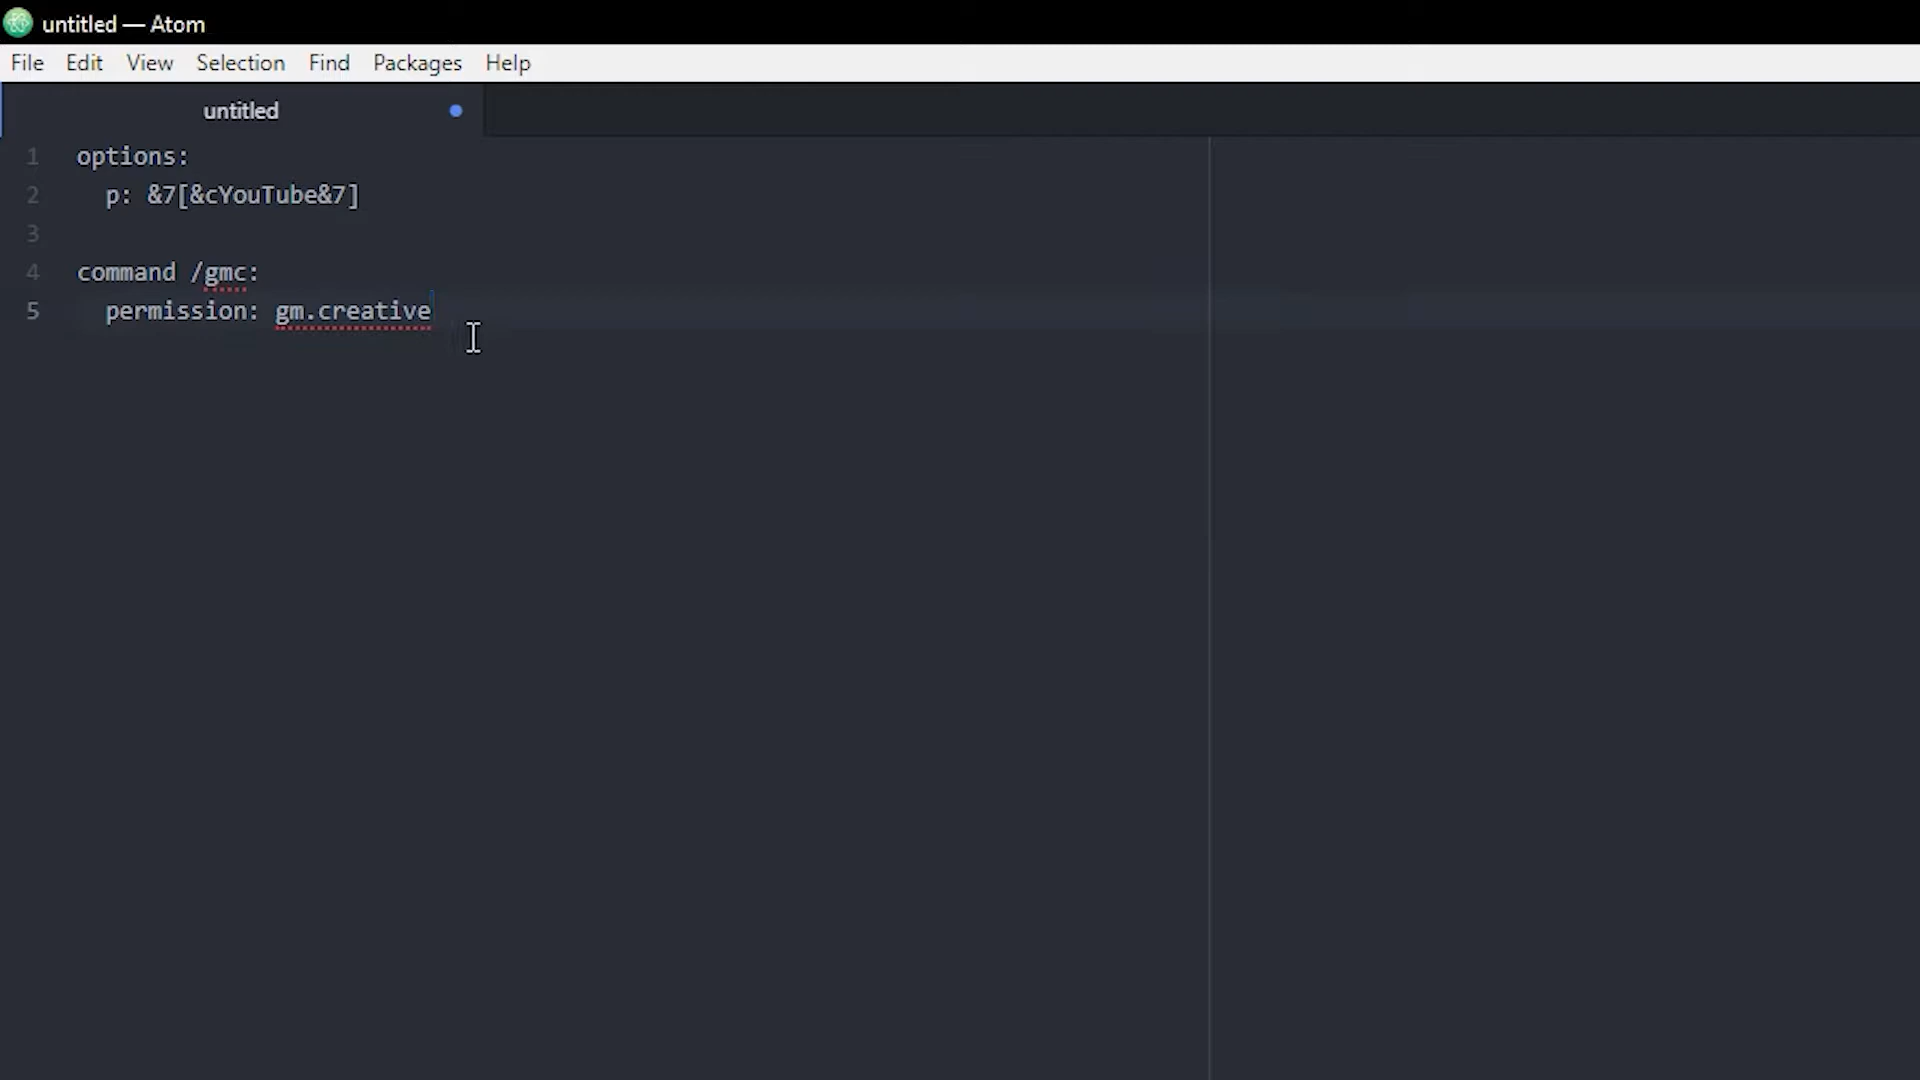 untitled — Atom
File Edit View Selection Find Packages Help
untitled
1 options:
2   p: &7[&cYouTube&7]
3
4 command /gmc:
5   permission: gm.creative